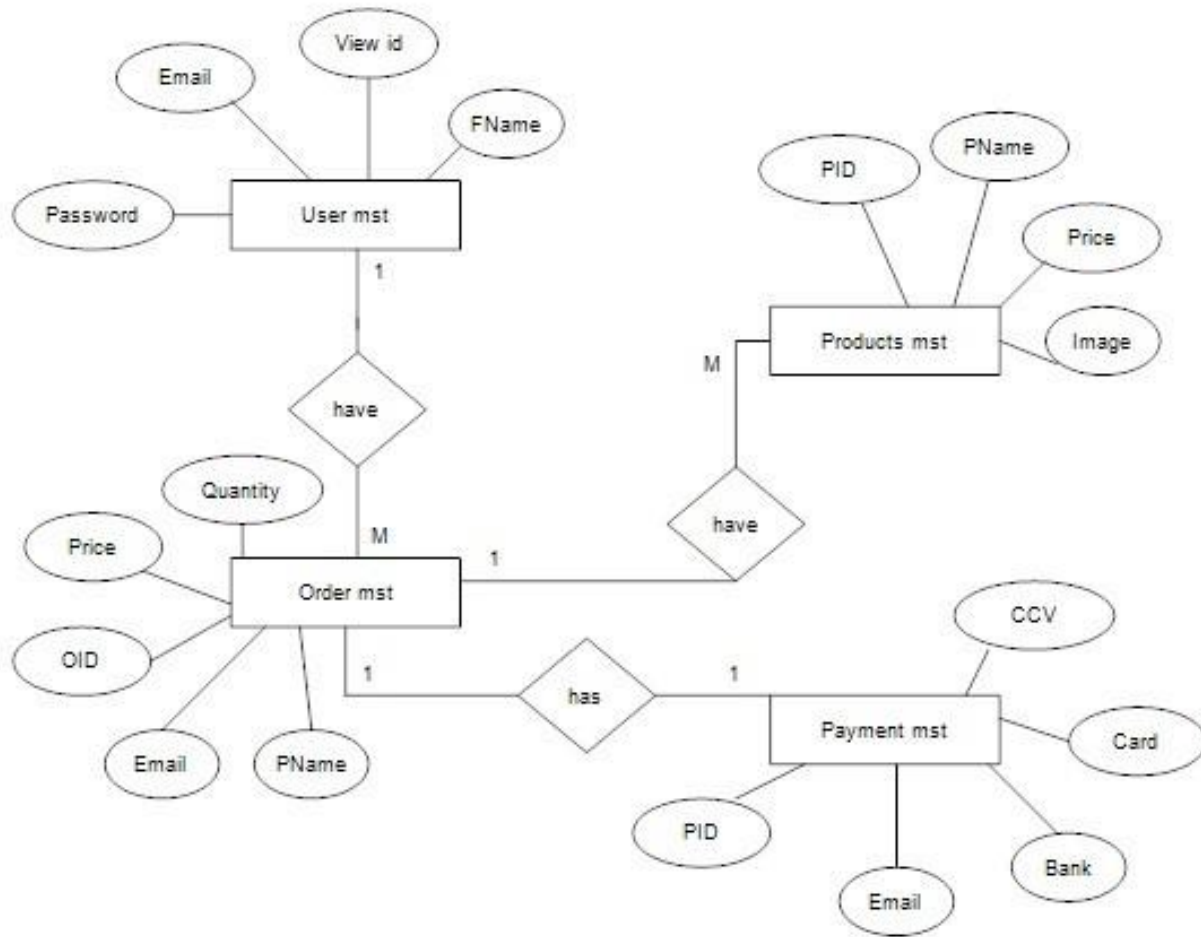 View id
Email
FName
Password
User mst
1
PID
PName
Price
Image
Products mst
M
have
Quantity
Price
M
Order mst
1
have
OID
Email
PName
1
has
1
CCV
Payment mst
Card
PID
Email
Bank